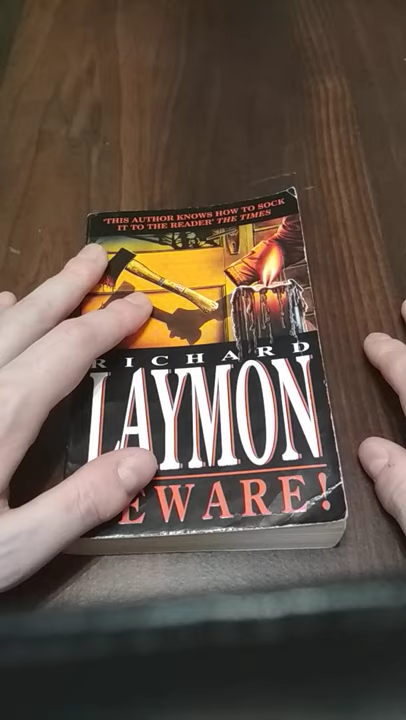 'THIS AUTHOR KNOWS HOW TO SOCK
IT TO THE READER' THE TIMES
RICHARD
LAYMON
EWARE!